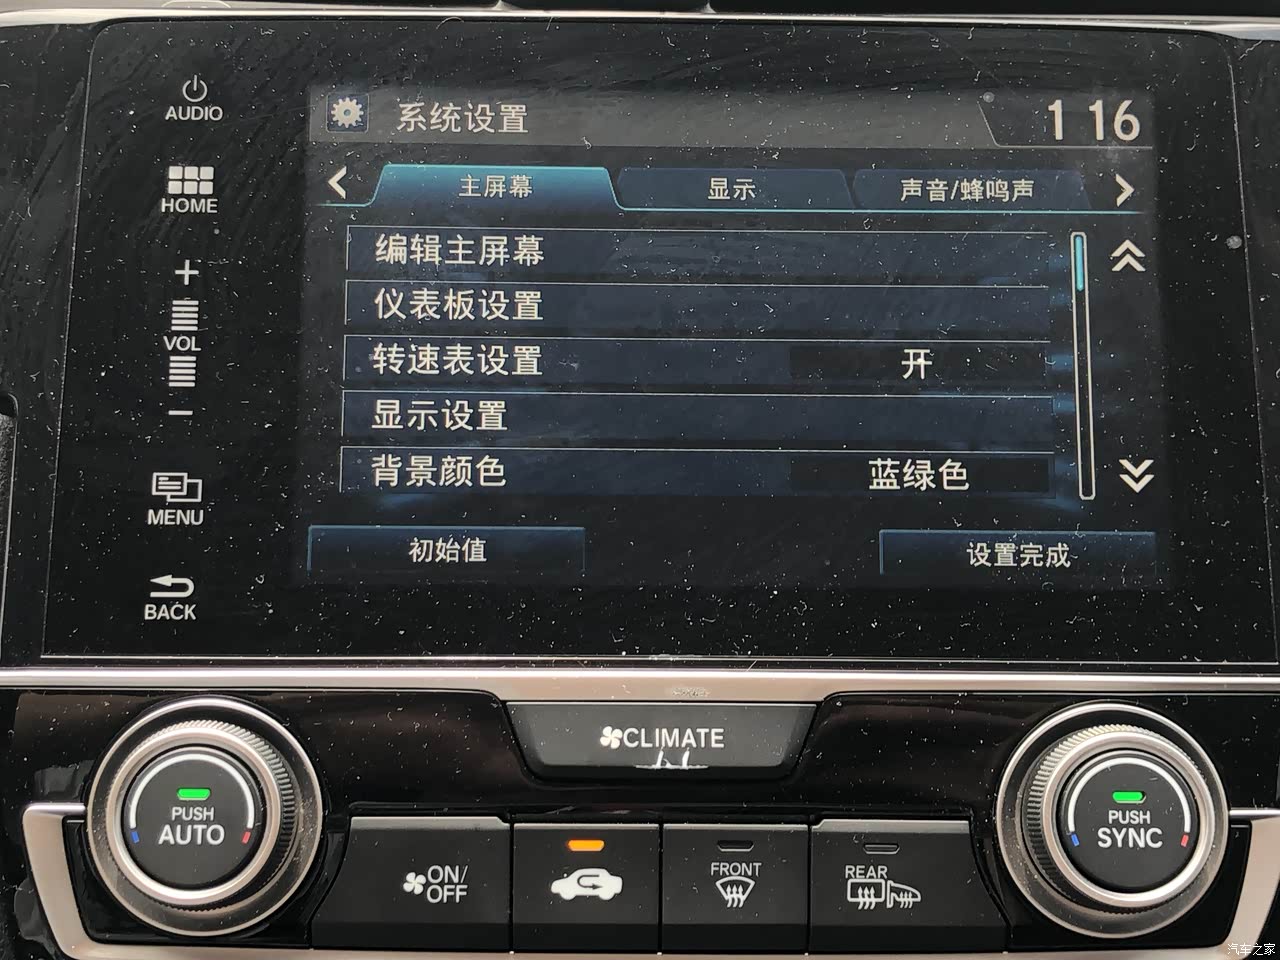 AUDIO
HOME
+
VOL
−
MENU
BACK
系统设置
1 16
主屏幕
显示
声音/蜂鸣声
编辑主屏幕
仪表板设置
转速表设置 开
显示设置
背景颜色 蓝绿色
初始值
设置完成
CLIMATE
PUSH
AUTO
ON/
OFF
FRONT
REAR
PUSH
SYNC
汽车之家